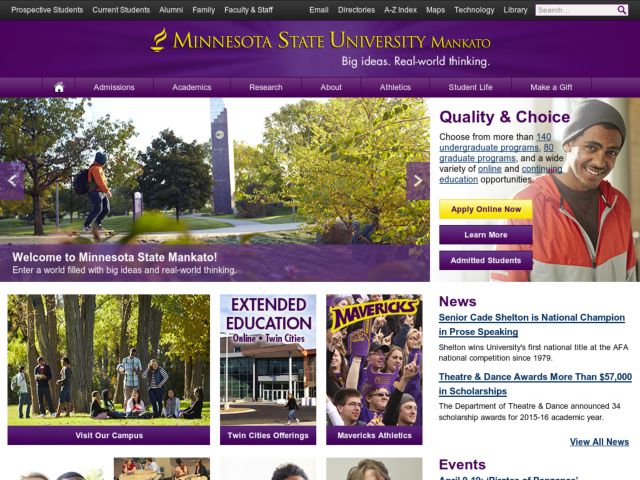 Prospective Students Current Students Alumni Family Faculty & Staff Email Directories A-Z Index Maps Technology Library Search...
MINNESOTA STATE UNIVERSITY MANKATO
Big ideas. Real-world thinking.
Admissions Academics Research About Athletics Student Life Make a Gift
Welcome to Minnesota State Mankato!
Enter a world filled with big ideas and real-world thinking.
Quality & Choice
Choose from more than 140
undergraduate programs, 80
graduate programs, and a wide
variety of online and continuing
education opportunities.
Apply Online Now
Learn More
Admitted Students
Visit Our Campus
EXTENDED
EDUCATION
Online • Twin Cities
Twin Cities Offerings
MAVERICKS
Mavericks Athletics
News
Senior Cade Shelton is National Champion
in Prose Speaking
Shelton wins University's first national title at the AFA
national competition since 1979.
Theatre & Dance Awards More Than $57,000
in Scholarships
The Department of Theatre & Dance announced 34
scholarship awards for 2015-16 academic year.
View All News
Events
April 9-19: 'Pirates of Penzance'